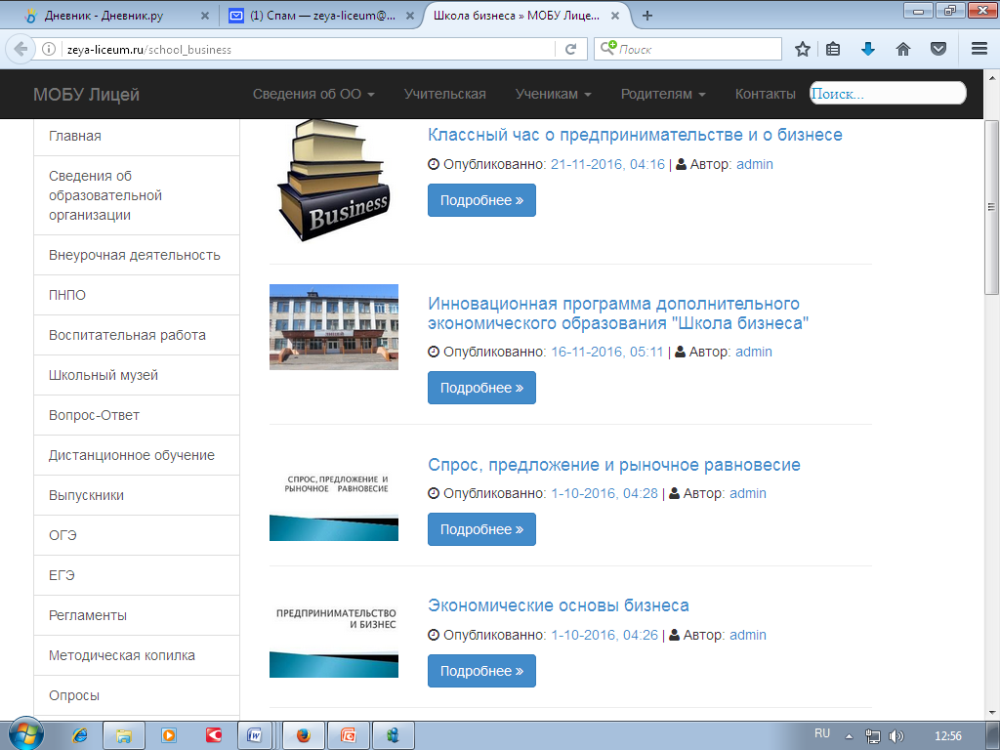 Дневник - Дневник.ру
(1) Спам — zeya-liceum@...
Школа бизнеса » МОБУ Лице...
zeya-liceum.ru/school_business
Поиск
МОБУ Лицей
Сведения об ОО
Учительская
Ученикам
Родителям
Контакты
Поиск...
Главная
Сведения об
образовательной
организации
Внеурочная деятельность
ПНПО
Воспитательная работа
Школьный музей
Вопрос-Ответ
Дистанционное обучение
Выпускники
ОГЭ
ЕГЭ
Регламенты
Методическая копилка
Опросы
Business
Классный час о предпринимательстве и о бизнесе
Опубликованно: 21-11-2016, 04:16 | Автор: admin
Подробнее »
Инновационная программа дополнительного
экономического образования "Школа бизнеса"
Опубликованно: 16-11-2016, 05:11 | Автор: admin
Подробнее »
СПРОС, ПРЕДЛОЖЕНИЕ И
РЫНОЧНОЕ РАВНОВЕСИЕ
Спрос, предложение и рыночное равновесие
Опубликованно: 1-10-2016, 04:28 | Автор: admin
Подробнее »
ПРЕДПРИНИМАТЕЛЬСТВО
И БИЗНЕС
Экономические основы бизнеса
Опубликованно: 1-10-2016, 04:26 | Автор: admin
Подробнее »
RU
12:56